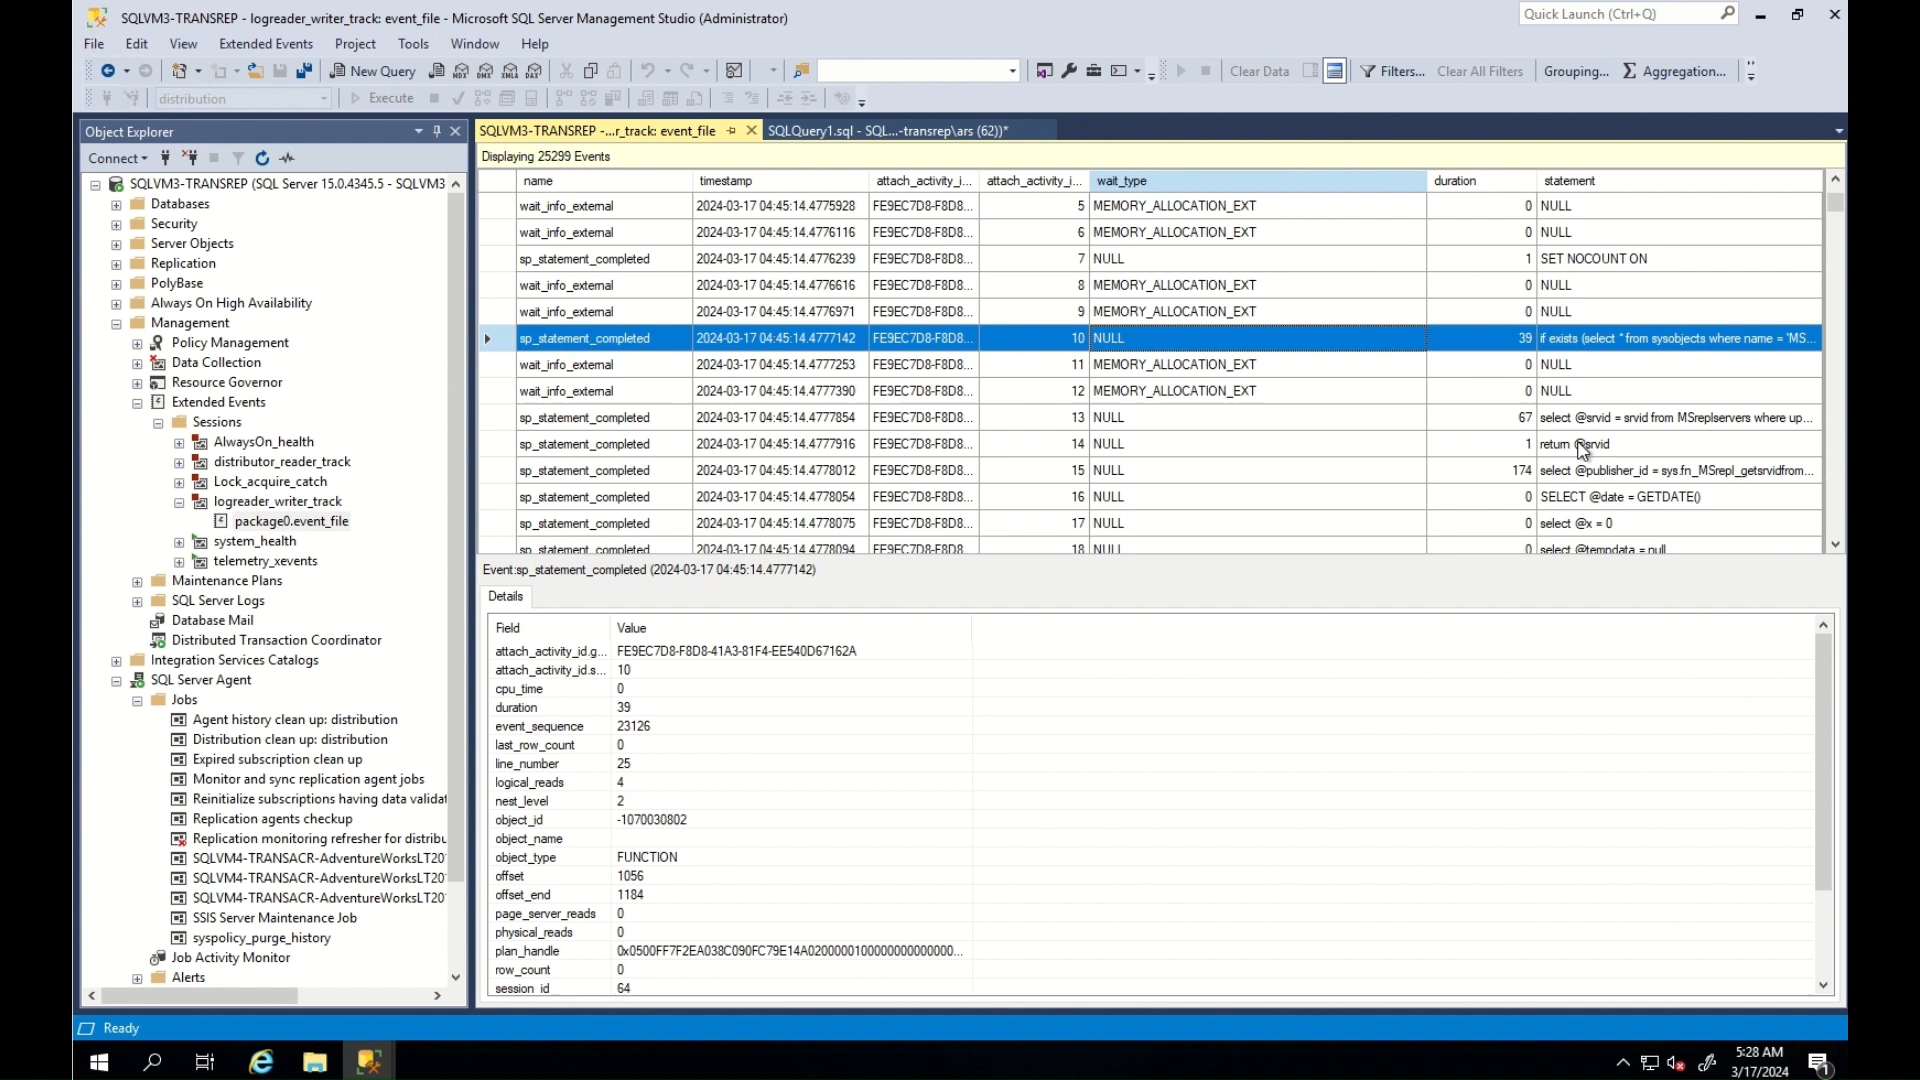 SQLVM3-TRANSREP - logreader_writer_track: event_file - Microsoft SQL Server Management Studio (Administrator)
Quick Launch (Ctrl+Q)
File Edit View Extended Events Project Tools Window Help
New Query MDX DMX XMLA DAX Clear Data Filters... Clear All Filters Grouping... Aggregation...
distribution Execute
Object Explorer
Connect
SQLVM3-TRANSREP (SQL Server 15.0.4345.5 - SQLVM3
Databases
Security
Server Objects
Replication
PolyBase
Always On High Availability
Management
Policy Management
Data Collection
Resource Governor
Extended Events
Sessions
AlwaysOn_health
distributor_reader_track
Lock_acquire_catch
logreader_writer_track
package0.event_file
system_health
telemetry_xevents
Maintenance Plans
SQL Server Logs
Database Mail
Distributed Transaction Coordinator
Integration Services Catalogs
SQL Server Agent
Jobs
Agent history clean up: distribution
Distribution clean up: distribution
Expired subscription clean up
Monitor and sync replication agent jobs
Reinitialize subscriptions having data validat
Replication agents checkup
Replication monitoring refresher for distribu
SQLVM4-TRANSACR-AdventureWorksLT20
SQLVM4-TRANSACR-AdventureWorksLT20
SQLVM4-TRANSACR-AdventureWorksLT20
SSIS Server Maintenance Job
syspolicy_purge_history
Job Activity Monitor
Alerts
SQLVM3-TRANSREP -...r_track: event_file SQLQuery1.sql - SQL...-transrep\ars (62))*
Displaying 25299 Events
name timestamp attach_activity_i... attach_activity_i... wait_type duration statement
wait_info_external 2024-03-17 04:45:14.4775928 FE9EC7D8-F8D8... 5 MEMORY_ALLOCATION_EXT 0 NULL
wait_info_external 2024-03-17 04:45:14.4776116 FE9EC7D8-F8D8... 6 MEMORY_ALLOCATION_EXT 0 NULL
sp_statement_completed 2024-03-17 04:45:14.4776239 FE9EC7D8-F8D8... 7 NULL 1 SET NOCOUNT ON
wait_info_external 2024-03-17 04:45:14.4776616 FE9EC7D8-F8D8... 8 MEMORY_ALLOCATION_EXT 0 NULL
wait_info_external 2024-03-17 04:45:14.4776971 FE9EC7D8-F8D8... 9 MEMORY_ALLOCATION_EXT 0 NULL
sp_statement_completed 2024-03-17 04:45:14.4777142 FE9EC7D8-F8D8... 10 NULL 39 if exists (select * from sysobjects where name = 'MS...
wait_info_external 2024-03-17 04:45:14.4777253 FE9EC7D8-F8D8... 11 MEMORY_ALLOCATION_EXT 0 NULL
wait_info_external 2024-03-17 04:45:14.4777390 FE9EC7D8-F8D8... 12 MEMORY_ALLOCATION_EXT 0 NULL
sp_statement_completed 2024-03-17 04:45:14.4777854 FE9EC7D8-F8D8... 13 NULL 67 select @srvid = srvid from MSreplservers where up...
sp_statement_completed 2024-03-17 04:45:14.4777916 FE9EC7D8-F8D8... 14 NULL 1 return @srvid
sp_statement_completed 2024-03-17 04:45:14.4778012 FE9EC7D8-F8D8... 15 NULL 174 select @publisher_id = sys.fn_MSrepl_getsrvidfrom...
sp_statement_completed 2024-03-17 04:45:14.4778054 FE9EC7D8-F8D8... 16 NULL 0 SELECT @date = GETDATE()
sp_statement_completed 2024-03-17 04:45:14.4778075 FE9EC7D8-F8D8... 17 NULL 0 select @x = 0
sp_statement_completed 2024-03-17 04:45:14.4778094 FE9EC7D8-F8D8 18 NULL 0 select @tempdata = null
Event:sp_statement_completed (2024-03-17 04:45:14.4777142)
Details
Field Value
attach_activity_id.g... FE9EC7D8-F8D8-41A3-81F4-EE540D67162A
attach_activity_id.s... 10
cpu_time 0
duration 39
event_sequence 23126
last_row_count 0
line_number 25
logical_reads 4
nest_level 2
object_id -1070030802
object_name
object_type FUNCTION
offset 1056
offset_end 1184
page_server_reads 0
physical_reads 0
plan_handle 0x0500FF7F2EA038C090FC79E14A0200000100000000000000...
row_count 0
session_id 64
Ready
5:28 AM
3/17/2024
1